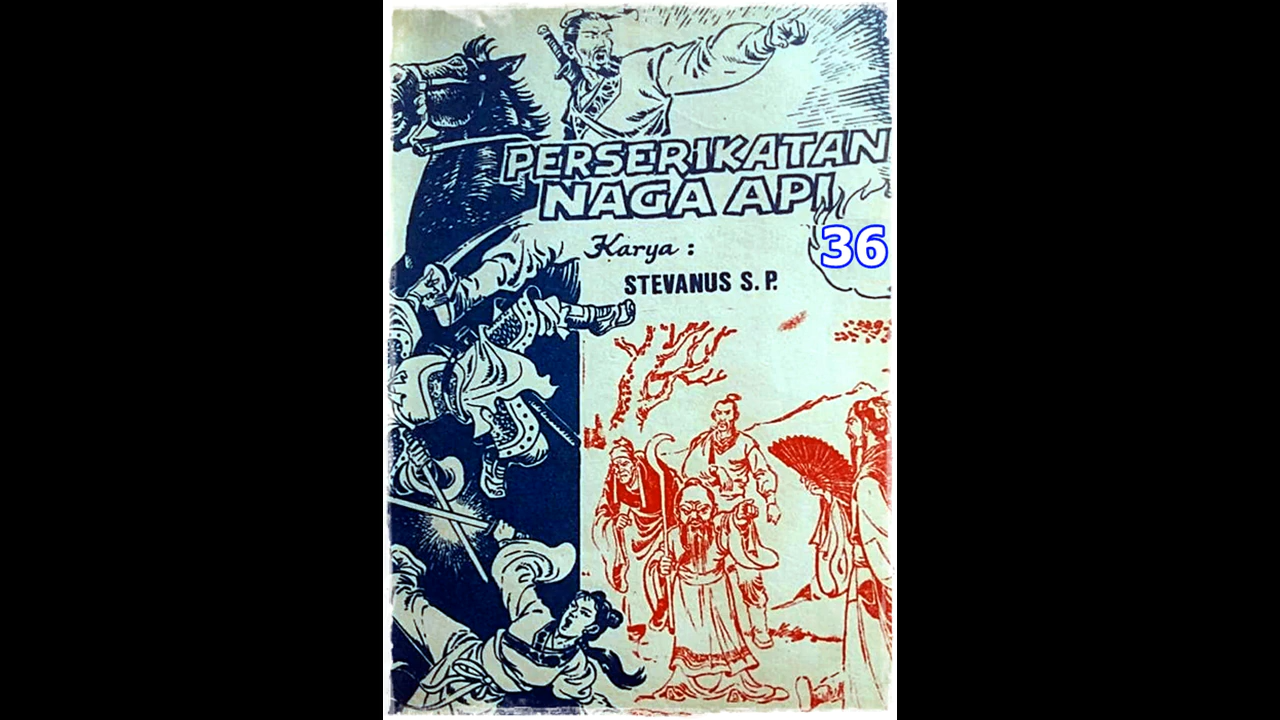 PERSERIKATAN
NAGA API
36
Karya :
STEVANUS S. P.